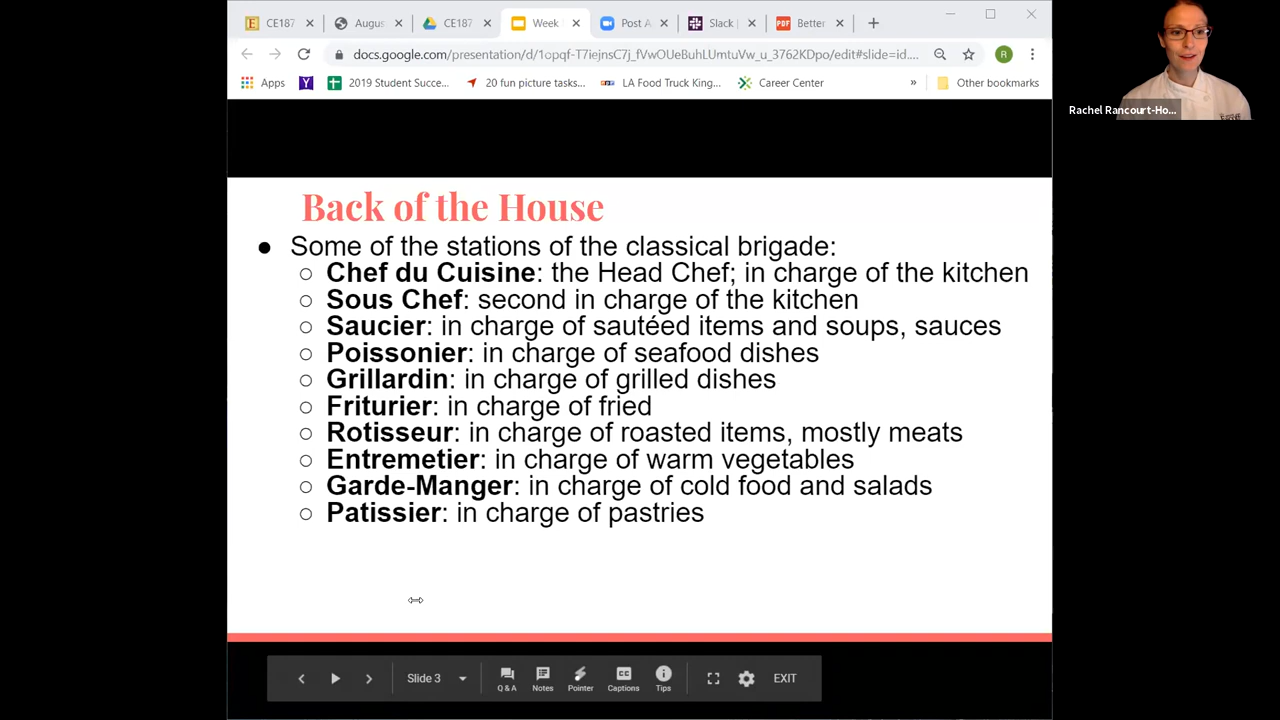 CE187
Augus
CE187
Week
Post A
Slack
Better
docs.google.com/presentation/d/1opqf-T7iejnsC7j_fVwOUeBuhLUmtuVw_u_3762KDpo/edit#slide=id....
R
Apps
2019 Student Succe...
20 fun picture tasks...
LA Food Truck King...
Career Center
»
Other bookmarks
Rachel Rancourt-Ho...
Back of the House
● Some of the stations of the classical brigade:
○ Chef du Cuisine: the Head Chef; in charge of the kitchen
○ Sous Chef: second in charge of the kitchen
○ Saucier: in charge of sautéed items and soups, sauces
○ Poissonier: in charge of seafood dishes
○ Grillardin: in charge of grilled dishes
○ Friturier: in charge of fried
○ Rotisseur: in charge of roasted items, mostly meats
○ Entremetier: in charge of warm vegetables
○ Garde-Manger: in charge of cold food and salads
○ Patissier: in charge of pastries
Slide 3
Q & A
Notes
Pointer
Captions
Tips
EXIT